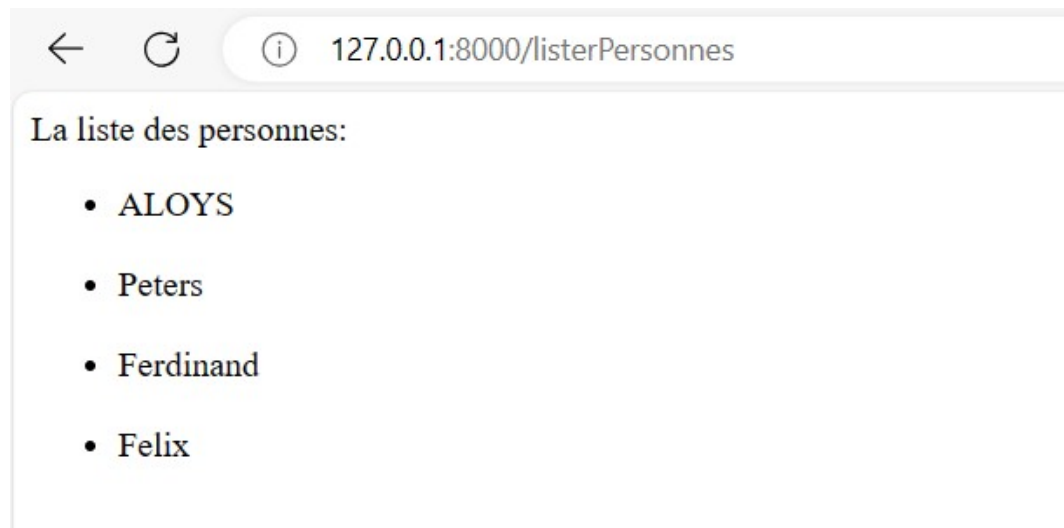 127.0.0.1:8000/listerPersonnes
La liste des personnes:
• ALOYS
• Peters
• Ferdinand
• Felix